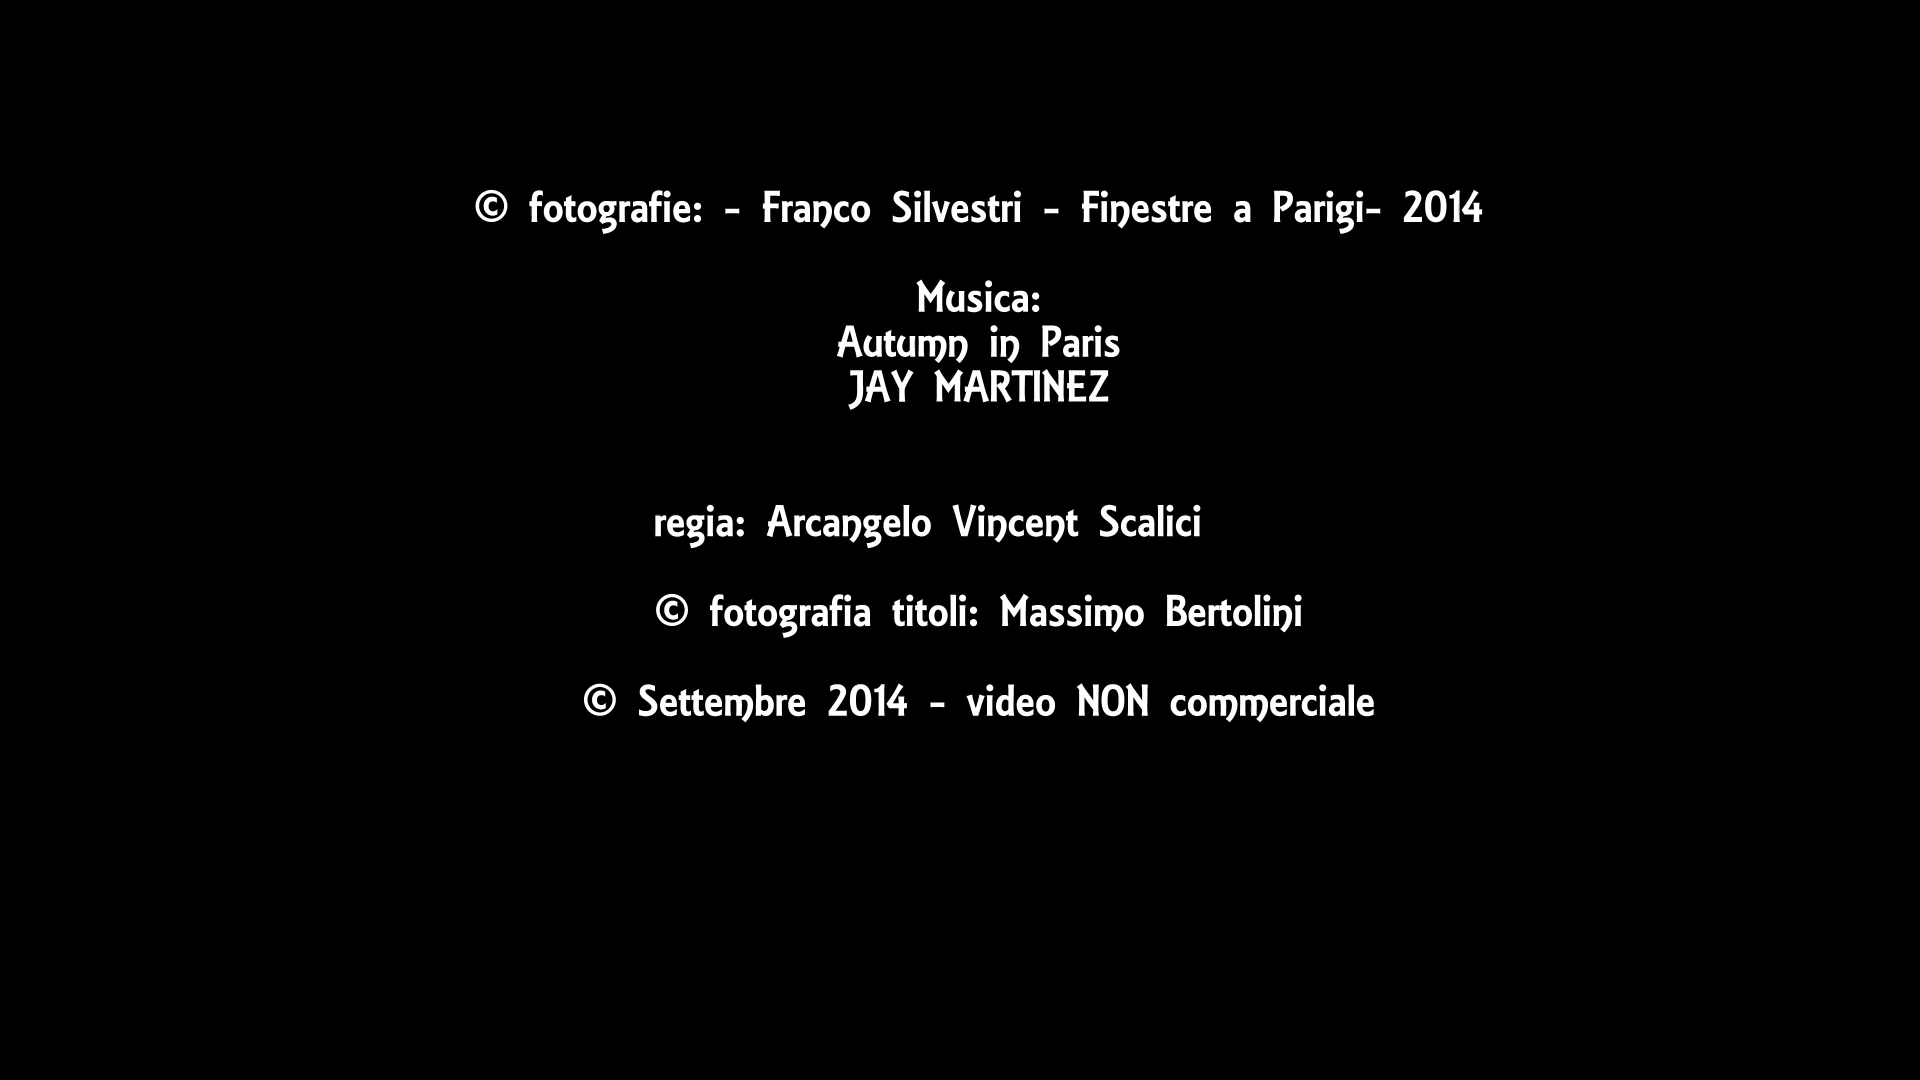 © fotografie: - Franco Silvestri - Finestre a Parigi- 2014
Musica:
Autumn in Paris
JAY MARTINEZ
regia: Arcangelo Vincent Scalici
© fotografia titoli: Massimo Bertolini
© Settembre 2014 - video NON commerciale